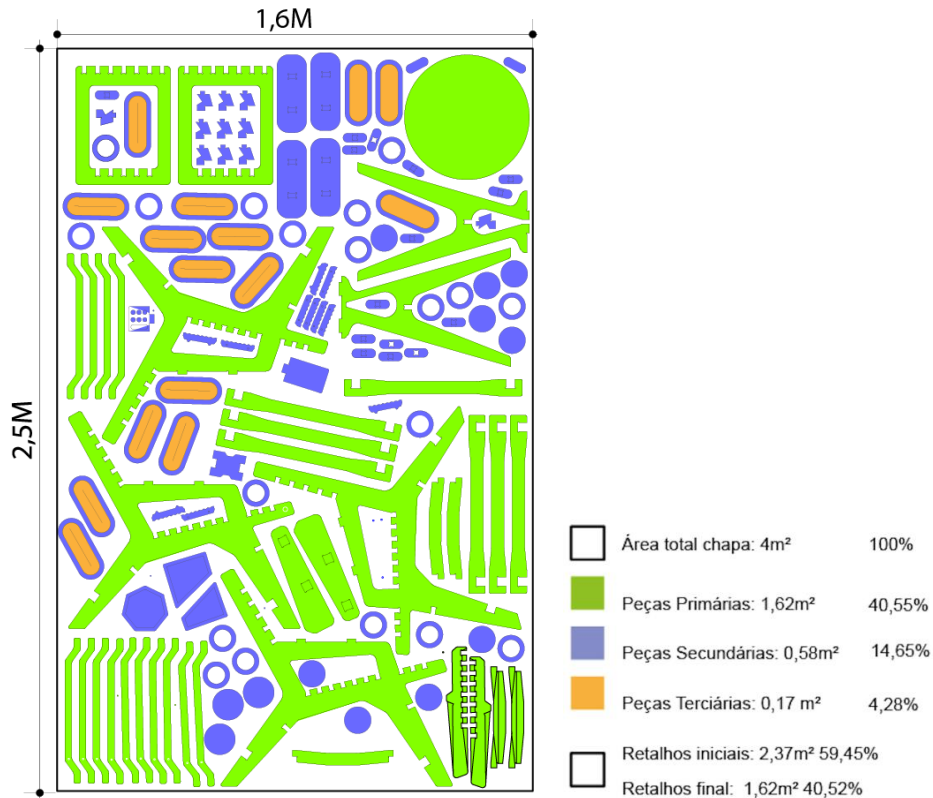 1,6M
2,5M
Área total chapa: 4m² 100%
Peças Primárias: 1,62m² 40,55%
Peças Secundárias: 0,58m² 14,65%
Peças Terciárias: 0,17 m² 4,28%
Retalhos iniciais: 2,37m² 59,45%
Retalhos final: 1,62m² 40,52%